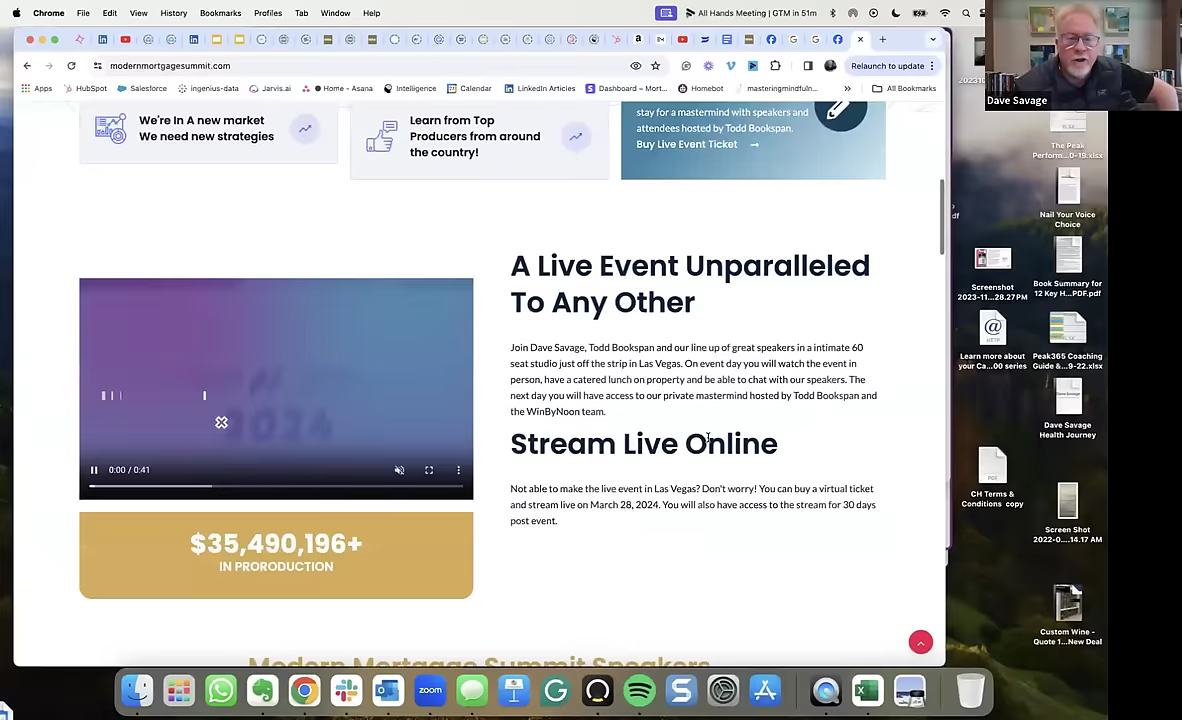 Chrome File Edit View History Bookmarks Profiles Tab Window Help
All Hands Meeting | GTM in 51m
modernmortgagesummit.com
Relaunch to update
Apps HubSpot Salesforce ingenius-data Jarvis.ai Home - Asana Intelligence Calendar LinkedIn Articles Dashboard – Mort... Homebot masteringmindfuln... » All Bookmarks
Dave Savage
We're In A new market
We need new strategies
Learn from Top
Producers from around
the country!
stay for a mastermind with speakers and
attendees hosted by Todd Bookspan.
Buy Live Event Ticket →
A Live Event Unparalleled
To Any Other
Join Dave Savage, Todd Bookspan and our line up of great speakers in a intimate 60
seat studio just off the strip in Las Vegas. On event day you will watch the event in
person, have a catered lunch on property and be able to chat with our speakers. The
next day you will have access to our private mastermind hosted by Todd Bookspan and
the WinByNoon team.
Stream Live Online
Not able to make the live event in Las Vegas? Don't worry! You can buy a virtual ticket
and stream live on March 28, 2024. You will also have access to the stream for 30 days
post event.
2024
0:00 / 0:41
$35,490,196+
IN PRORODUCTION
Modern Mortgage Summit Speakers
The Peak
Perform...0-19.xlsx
Nail Your Voice
Choice
Screenshot
2023-11...28.27 PM
Book Summary for
12 Key H...PDF.pdf
Learn more about
your Ca...00 series
Peak365 Coaching
Guide &...9-22.xlsx
Dave Savage
Health Journey
CH Terms &
Conditions copy
Screen Shot
2022-0....14.17 AM
Custom Wine -
Quote 1...New Deal
zoom